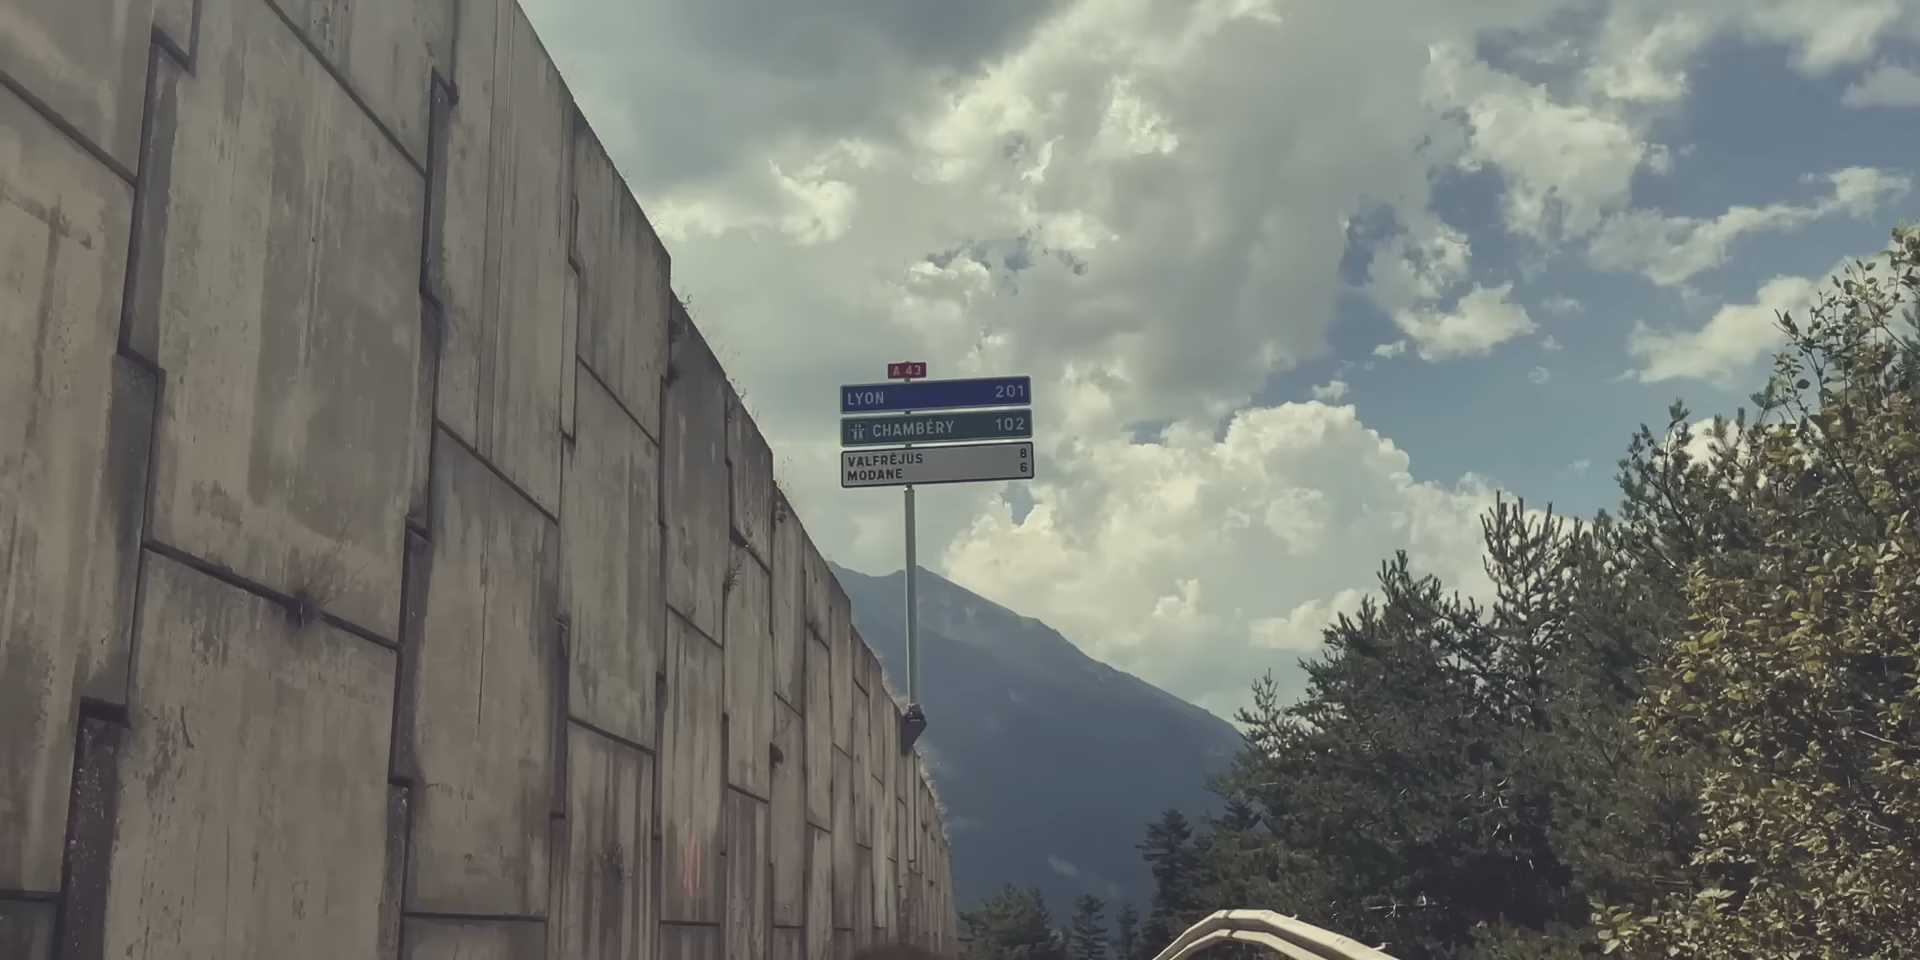 A 43
LYON 201
CHAMBÉRY 102
VALFRÉJUS 8
MODANE 6